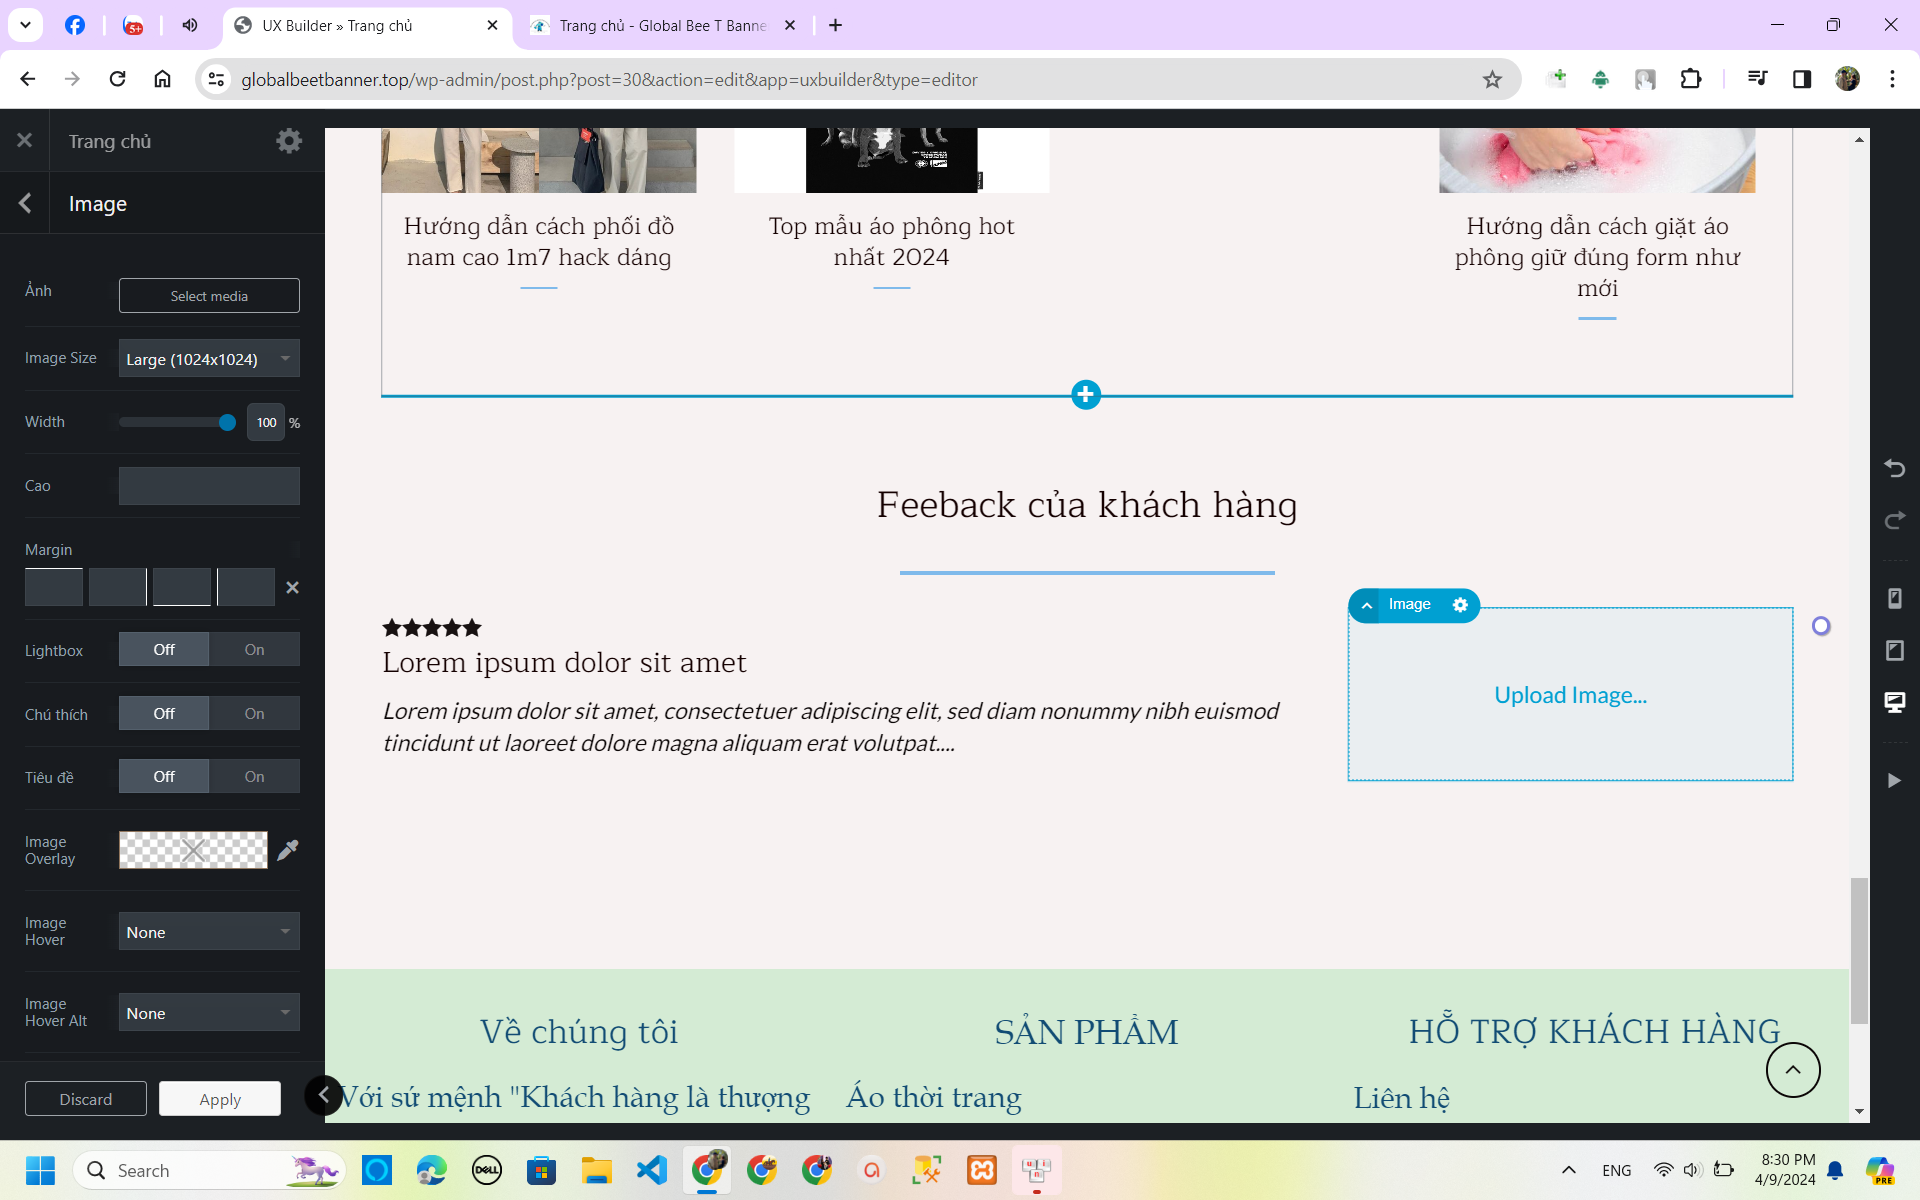 UX Builder » Trang chủ
Trang chủ - Global Bee T Banne
globalbeetbanner.top/wp-admin/post.php?post=30&action=edit&app=uxbuilder&type=editor
Trang chủ
Image
Ảnh
Select media
Image Size
Large (1024x1024)
Width
100
%
Cao
Margin
Lightbox
Off
On
Chú thích
Off
On
Tiêu đề
Off
On
Image
Overlay
Image
Hover
None
Image
Hover Alt
None
Discard
Apply
Hướng dẫn cách phối đồ
nam cao 1m7 hack dáng
Top mẫu áo phông hot
nhất 2024
Hướng dẫn cách giặt áo
phông giữ đúng form như
mới
Feeback của khách hàng
Image
Upload Image...
Lorem ipsum dolor sit amet
Lorem ipsum dolor sit amet, consectetuer adipiscing elit, sed diam nonummy nibh euismod
tincidunt ut laoreet dolore magna aliquam erat volutpat....
Về chúng tôi
SẢN PHẨM
HỖ TRỢ KHÁCH HÀNG
Với sứ mệnh "Khách hàng là thượng
Áo thời trang
Liên hệ
Search
DELL
ENG
8:30 PM
4/9/2024
PRE